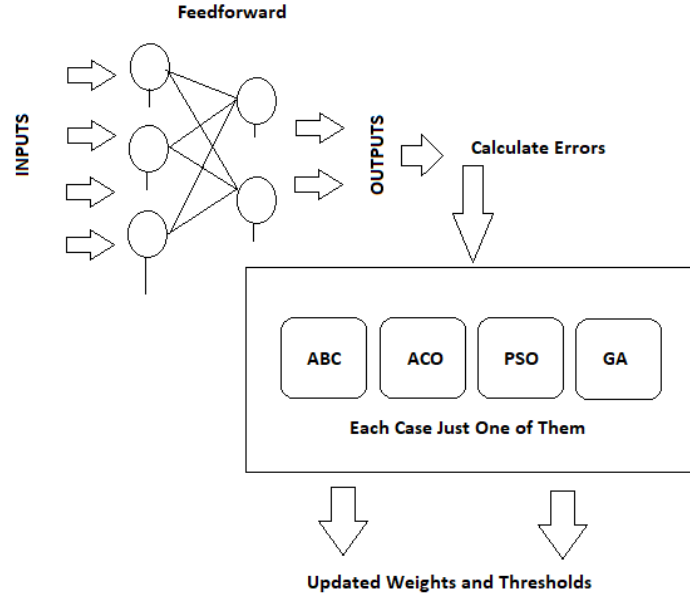 Feedforward
INPUTS
OUTPUTS
Calculate Errors
ABC
ACO
PSO
GA
Each Case Just One of Them
Updated Weights and Thresholds